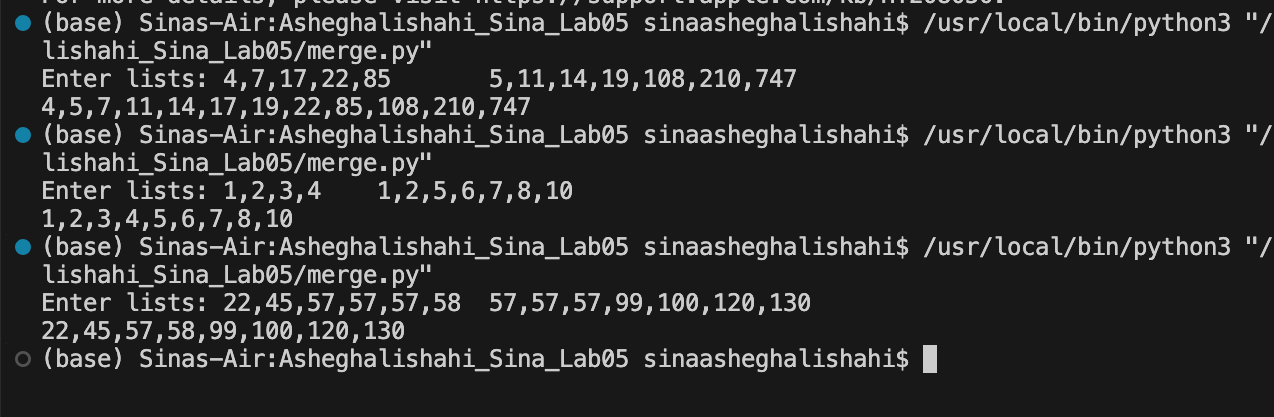 (base) Sinas-Air:Asheghalishahi_Sina_Lab05 sinaasheghalishahi$ /usr/local/bin/python3 "/
lishahi_Sina_Lab05/merge.py"
Enter lists: 4,7,17,22,85       5,11,14,19,108,210,747
4,5,7,11,14,17,19,22,85,108,210,747
(base) Sinas-Air:Asheghalishahi_Sina_Lab05 sinaasheghalishahi$ /usr/local/bin/python3 "/
lishahi_Sina_Lab05/merge.py"
Enter lists: 1,2,3,4    1,2,5,6,7,8,10
1,2,3,4,5,6,7,8,10
(base) Sinas-Air:Asheghalishahi_Sina_Lab05 sinaasheghalishahi$ /usr/local/bin/python3 "/
lishahi_Sina_Lab05/merge.py"
Enter lists: 22,45,57,57,57,58  57,57,57,99,100,120,130
22,45,57,58,99,100,120,130
(base) Sinas-Air:Asheghalishahi_Sina_Lab05 sinaasheghalishahi$